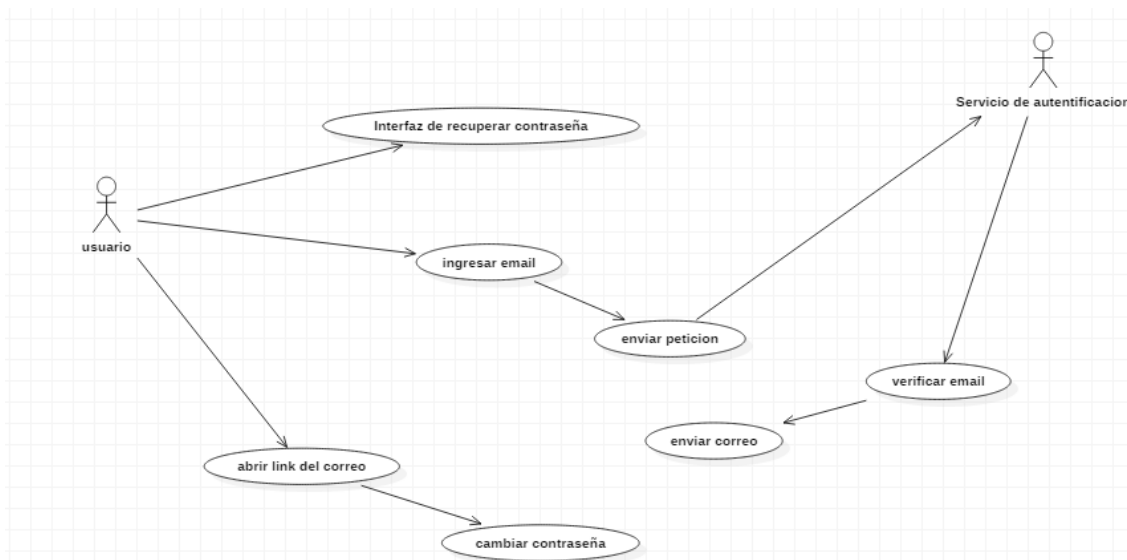 Servicio de autentificacion
Interfaz de recuperar contraseña
usuario
ingresar email
enviar peticion
verificar email
enviar correo
abrir link del correo
cambiar contraseña